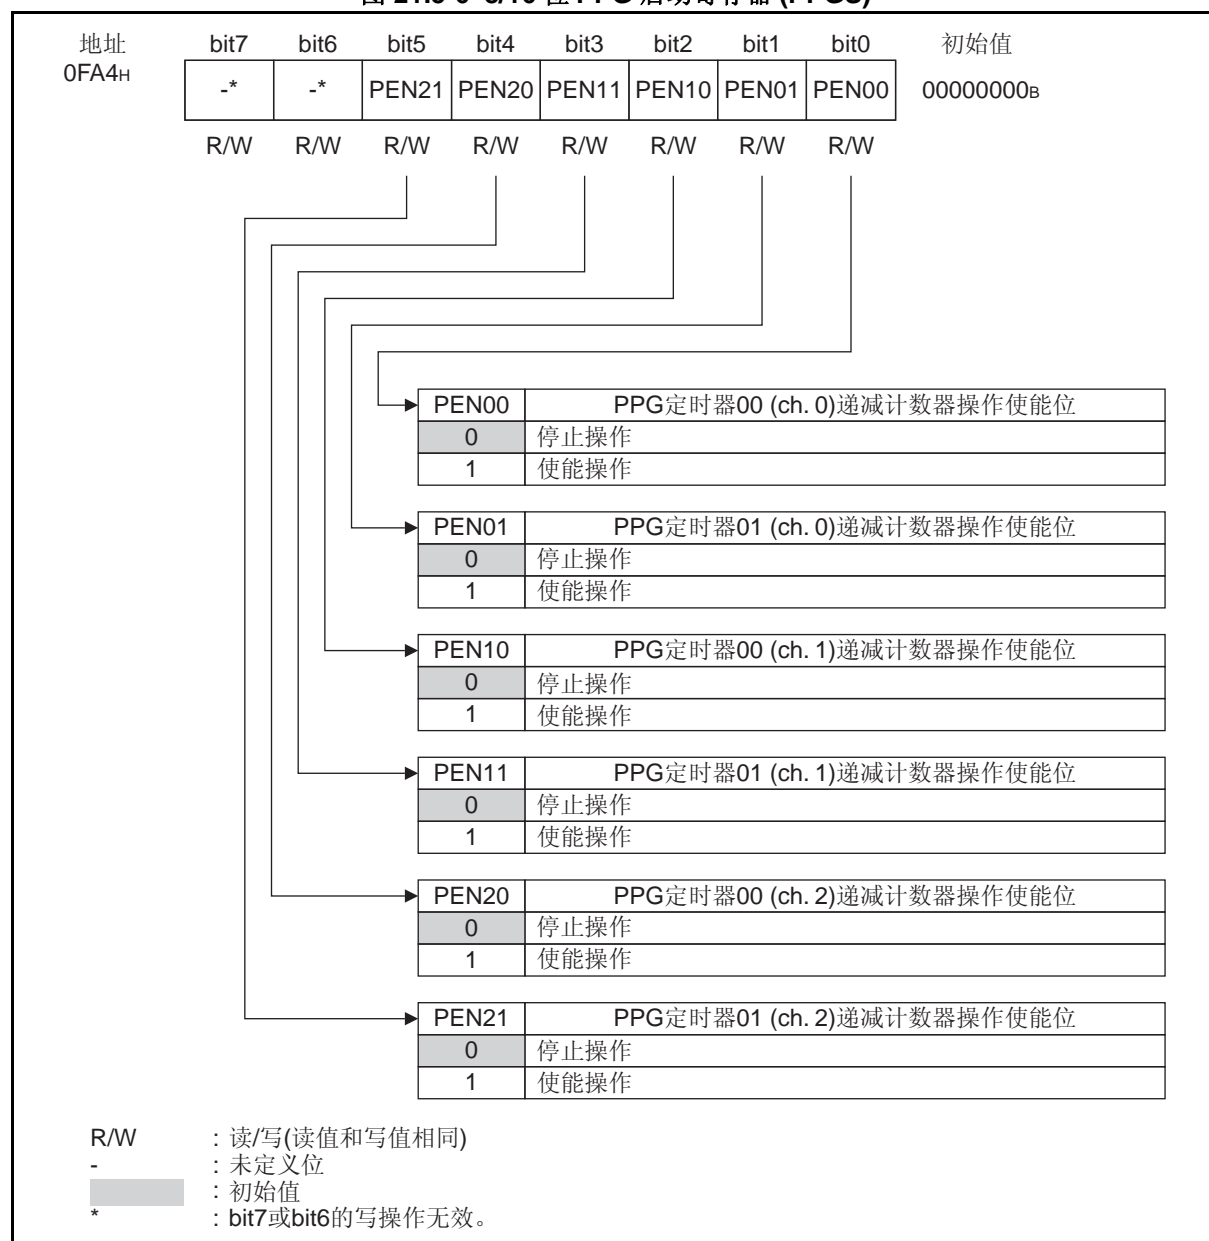 地址 bit7 bit6 bit5 bit4 bit3 bit2 bit1 bit0 初始值
0FA4H -* -* PEN21 PEN20 PEN11 PEN10 PEN01 PEN00 00000000B
R/W R/W R/W R/W R/W R/W R/W R/W
PEN00 PPG定时器00 (ch. 0)递减计数器操作使能位
0 停止操作
1 使能操作
PEN01 PPG定时器01 (ch. 0)递减计数器操作使能位
0 停止操作
1 使能操作
PEN10 PPG定时器00 (ch. 1)递减计数器操作使能位
0 停止操作
1 使能操作
PEN11 PPG定时器01 (ch. 1)递减计数器操作使能位
0 停止操作
1 使能操作
PEN20 PPG定时器00 (ch. 2)递减计数器操作使能位
0 停止操作
1 使能操作
PEN21 PPG定时器01 (ch. 2)递减计数器操作使能位
0 停止操作
1 使能操作
R/W : 读/写(读值和写值相同)
- : 未定义位
: 初始值
* : bit7或bit6的写操作无效。